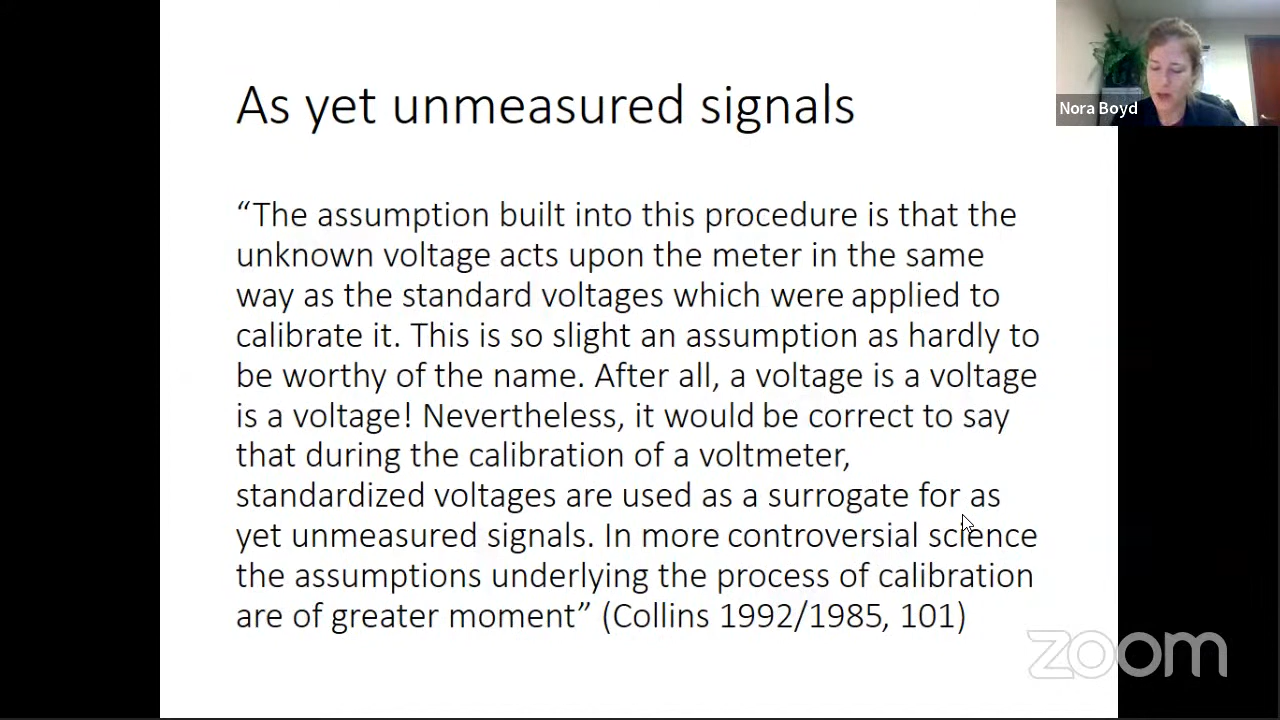 As yet unmeasured signals
Nora Boyd
“The assumption built into this procedure is that the
unknown voltage acts upon the meter in the same
way as the standard voltages which were applied to
calibrate it. This is so slight an assumption as hardly to
be worthy of the name. After all, a voltage is a voltage
is a voltage! Nevertheless, it would be correct to say
that during the calibration of a voltmeter,
standardized voltages are used as a surrogate for as
yet unmeasured signals. In more controversial science
the assumptions underlying the process of calibration
are of greater moment” (Collins 1992/1985, 101)
zoom